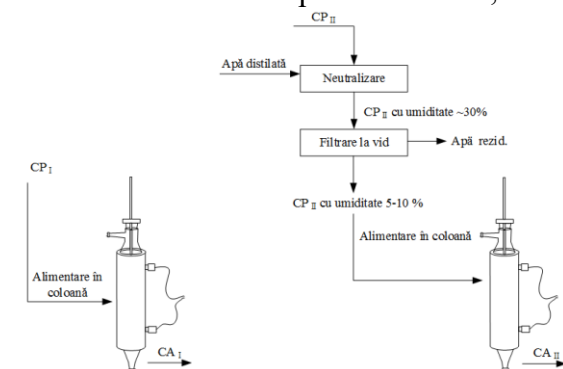 CP II
Apă distilată
Neutralizare
CP II cu umiditate ~30%
Filtrare la vid
Apă rezid.
CP I
CP II cu umiditate 5-10 %
Alimentare în coloană
Alimentare în
coloană
CA I
CA II